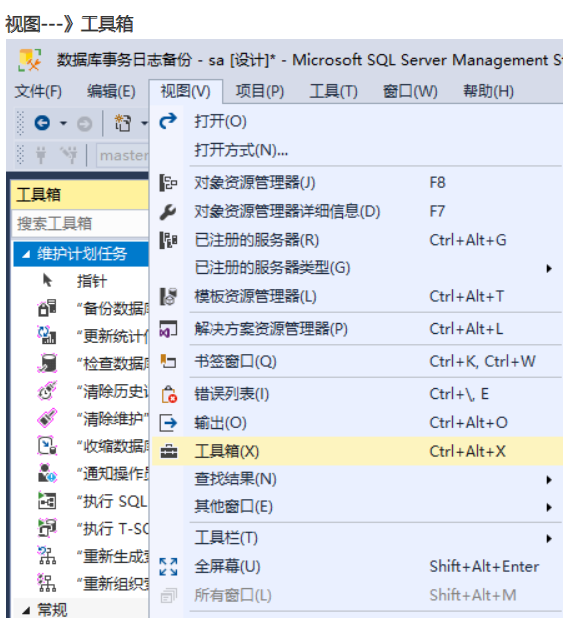 视图---》工具箱
数据库事务日志备份 - sa [设计]* - Microsoft SQL Server Management
文件(F) 编辑(E) 视图(V) 项目(P) 工具(T) 窗口(W) 帮助(H)
master
工具箱
搜索工具箱
维护计划任务
指针
“备份数据库
“更新统计
“检查数据库
“清除历史
“清除维护”
“收缩数据库
“通知操作员
“执行 SQL
“执行 T-SQ
“重新生成
“重新组织
常规
打开(O)
打开方式(N)...
对象资源管理器(J) F8
对象资源管理器详细信息(D) F7
已注册的服务器(R) Ctrl+Alt+G
已注册的服务器类型(G)
模板资源管理器(L) Ctrl+Alt+T
解决方案资源管理器(P) Ctrl+Alt+L
书签窗口(Q) Ctrl+K, Ctrl+W
错误列表(I) Ctrl+\, E
输出(O) Ctrl+Alt+O
工具箱(X) Ctrl+Alt+X
查找结果(N)
其他窗口(E)
工具栏(T)
全屏幕(U) Shift+Alt+Enter
所有窗口(L) Shift+Alt+M